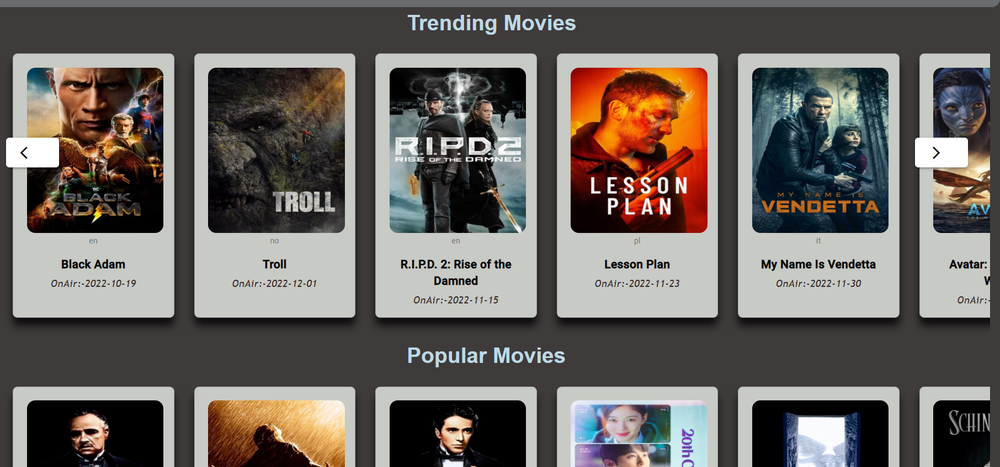 Trending Movies
DC
BLACK
ADAM
en
Black Adam
OnAir:-2022-10-19
TROLL
no
Troll
OnAir:-2022-12-01
R.I.P.D.2
RISE OF THE DAMNED
en
R.I.P.D. 2: Rise of the
Damned
OnAir:-2022-11-15
LESSON
PLAN
pl
Lesson Plan
OnAir:-2022-11-23
MY NAME IS
VENDETTA
it
My Name Is Vendetta
OnAir:-2022-11-30
AV
THE W
Avatar:
W
OnAir:-
Popular Movies
20th C
SCHIN